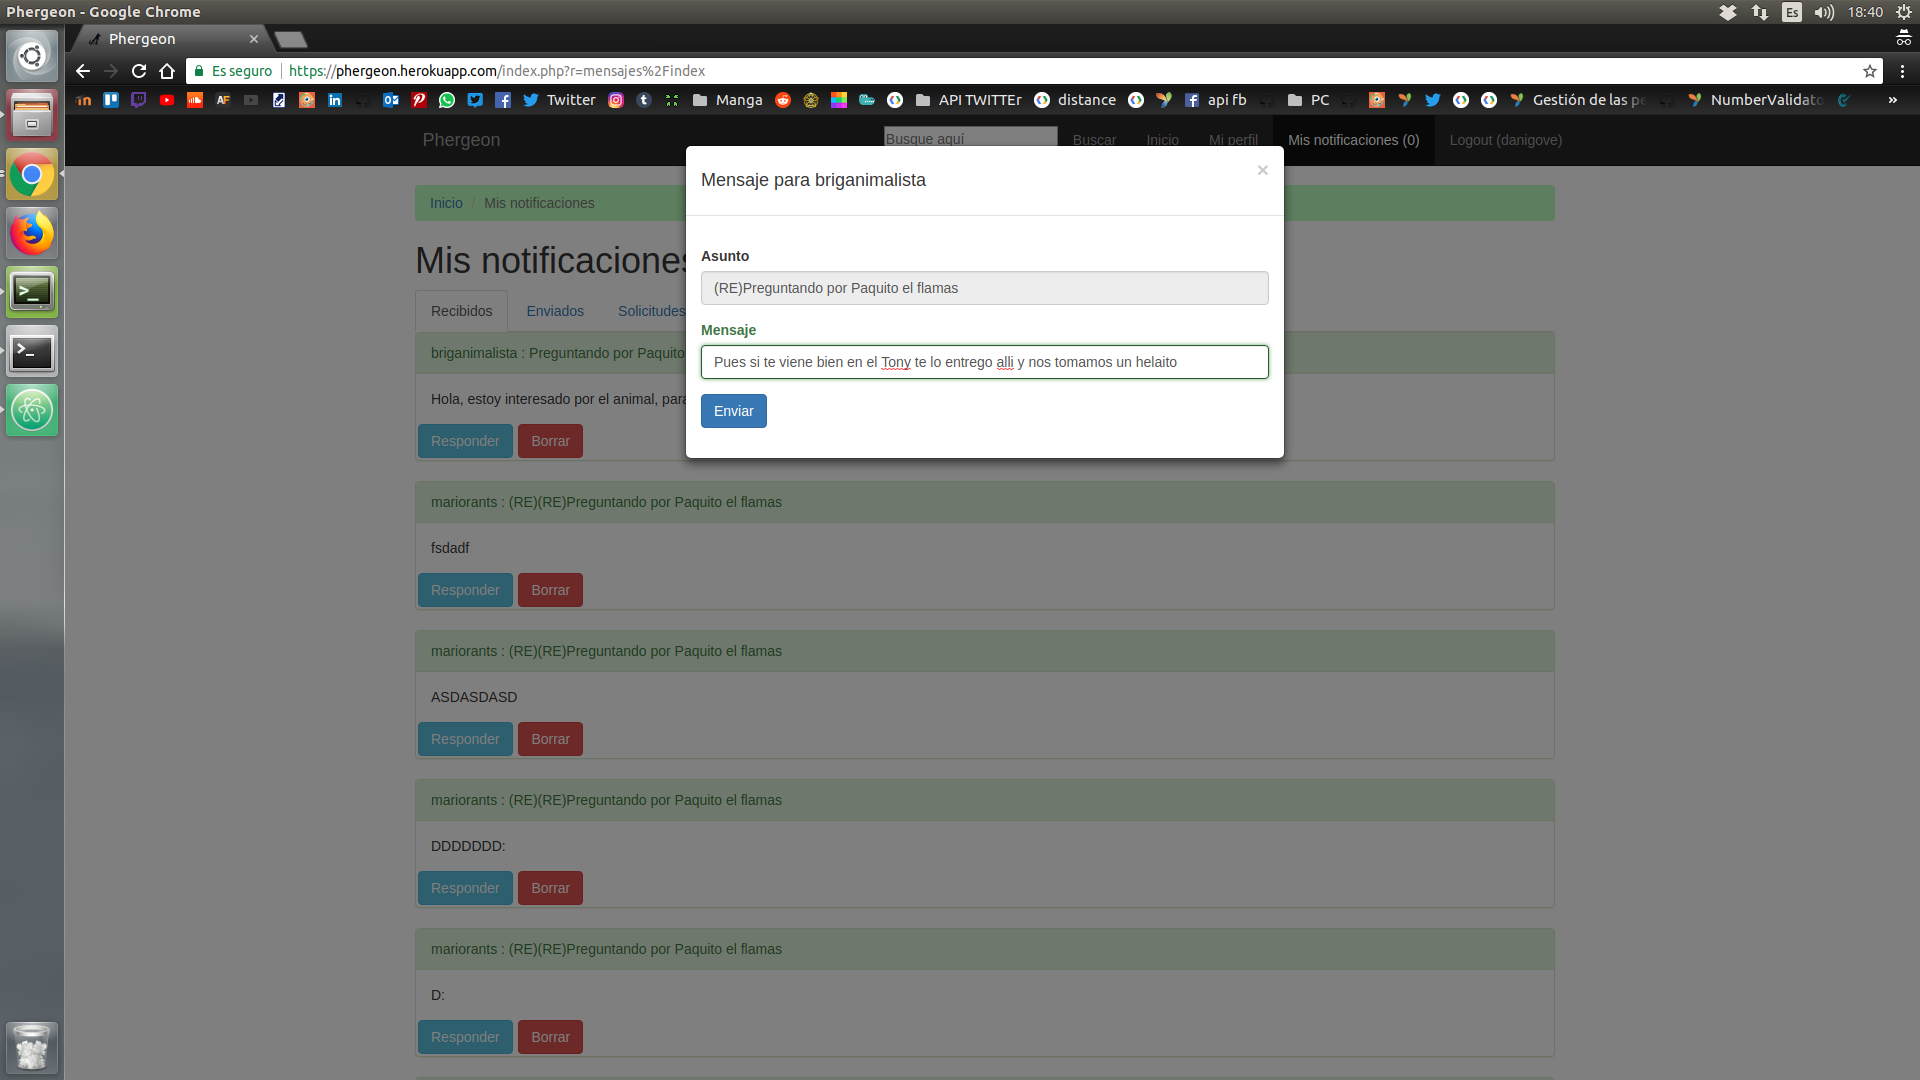 Phergeon - Google Chrome
Es
18:40
Phergeon
Es seguro
https://phergeon.herokuapp.com/index.php?r=mensajes%2Findex
Twitter
Manga
API TWITTEr
distance
api fb
PC
Gestión de las pe
NumberValidato
»
Phergeon
Busque aquí
Buscar
Inicio
Mi perfil
Mis notificaciones (0)
Logout (danigove)
Mensaje para briganimalista
×
Inicio / Mis notificaciones
Asunto
(RE)Preguntando por Paquito el flamas
Mensaje
Pues si te viene bien en el Tony te lo entrego alli y nos tomamos un helaito
Enviar
Mis notificaciones
Recibidos
Enviados
Solicitudes
briganimalista : Preguntando por Paquito
Hola, estoy interesado por el animal, para
Responder
Borrar
mariorants : (RE)(RE)Preguntando por Paquito el flamas
fsdadf
Responder
Borrar
mariorants : (RE)(RE)Preguntando por Paquito el flamas
ASDASDASD
Responder
Borrar
mariorants : (RE)(RE)Preguntando por Paquito el flamas
DDDDDDD:
Responder
Borrar
mariorants : (RE)(RE)Preguntando por Paquito el flamas
D:
Responder
Borrar